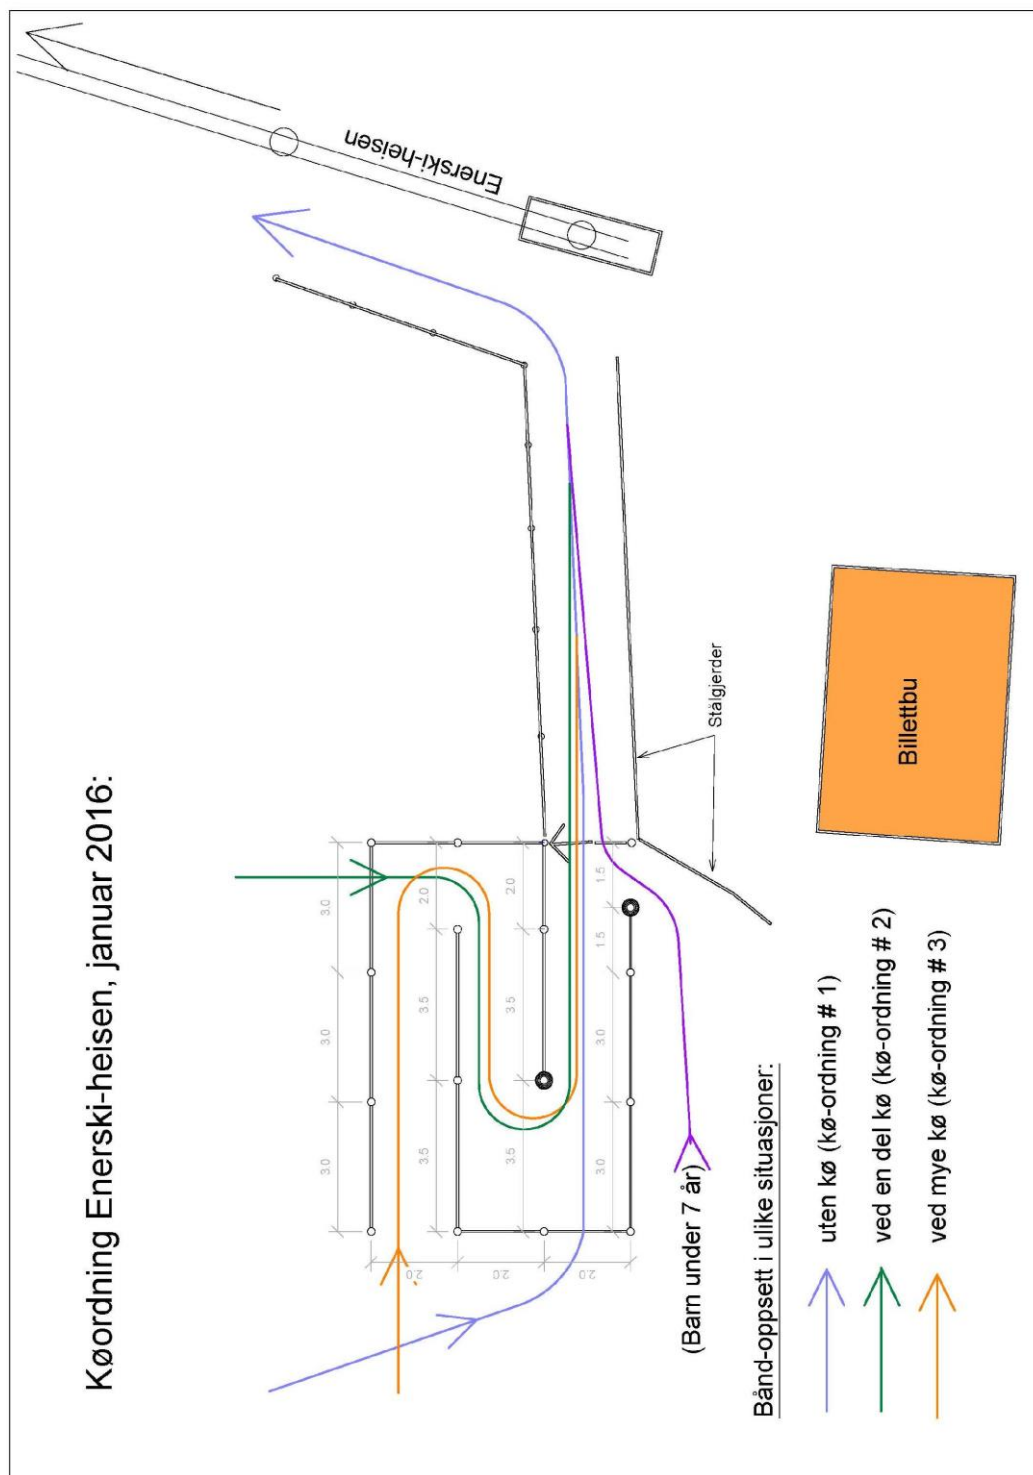 Køordning Enerski-heisen, januar 2016:
Enerski-heisen
3.0
3.0
3.0
2.0
3.5
3.5
2.0
3.5
3.5
1.5
1.5
3.0
3.0
2.0
2.0
2.0
Stålgjerder
Billettbu
(Barn under 7 år)
Bånd-oppsett i ulike situasjoner:
uten kø (kø-ordning # 1)
ved en del kø (kø-ordning # 2)
ved mye kø (kø-ordning # 3)